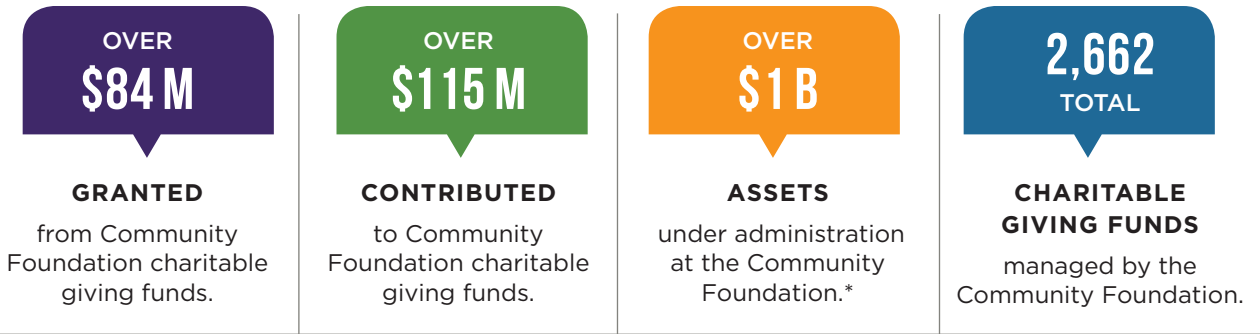 OVER
$84 M
GRANTED
from Community
Foundation charitable
giving funds.
OVER
$115 M
CONTRIBUTED
to Community
Foundation charitable
giving funds.
OVER
$1 B
ASSETS
under administration
at the Community
Foundation.*
2,662
TOTAL
CHARITABLE
GIVING FUNDS
managed by the
Community Foundation.